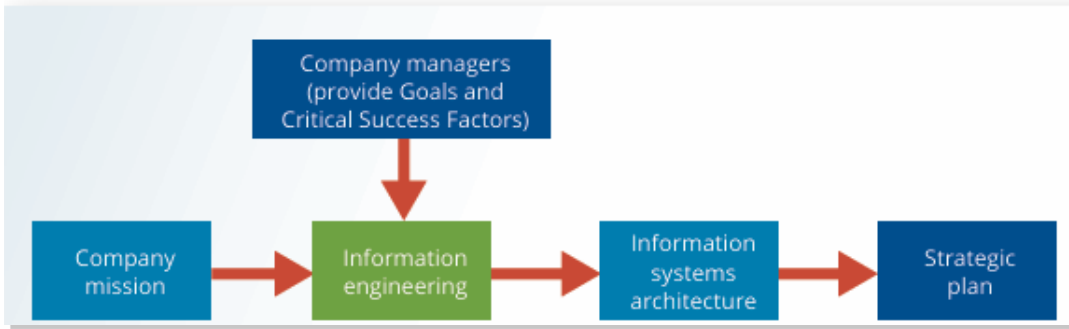 Company managers
(provide Goals and
Critical Success Factors)
Company
mission
Information
engineering
Information
systems
architecture
Strategic
plan